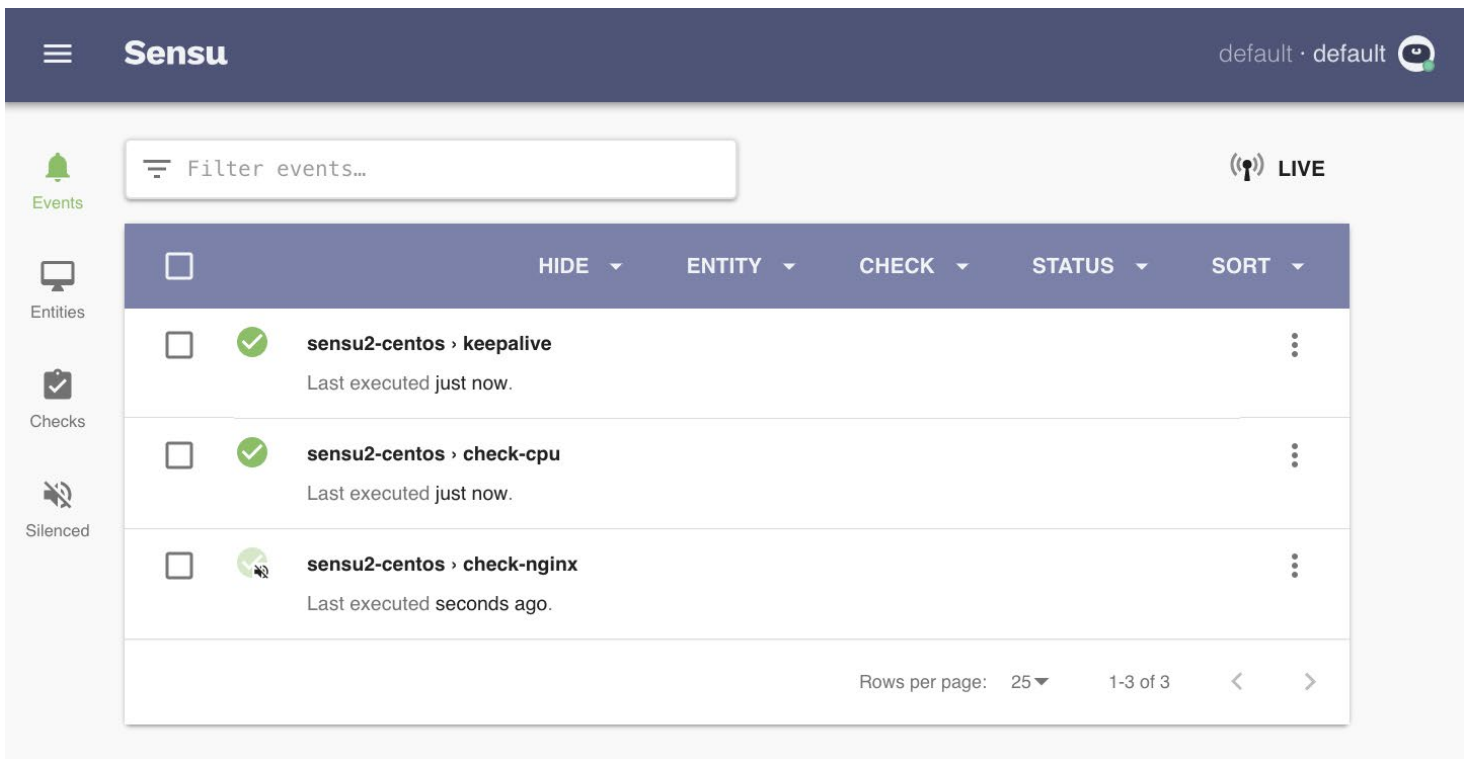 Sensu
default · default
Events
Entities
Checks
Silenced
Filter events…
LIVE
HIDE ENTITY CHECK STATUS SORT
sensu2-centos › keepalive
Last executed just now.
sensu2-centos › check-cpu
Last executed just now.
sensu2-centos › check-nginx
Last executed seconds ago.
Rows per page: 25 1-3 of 3